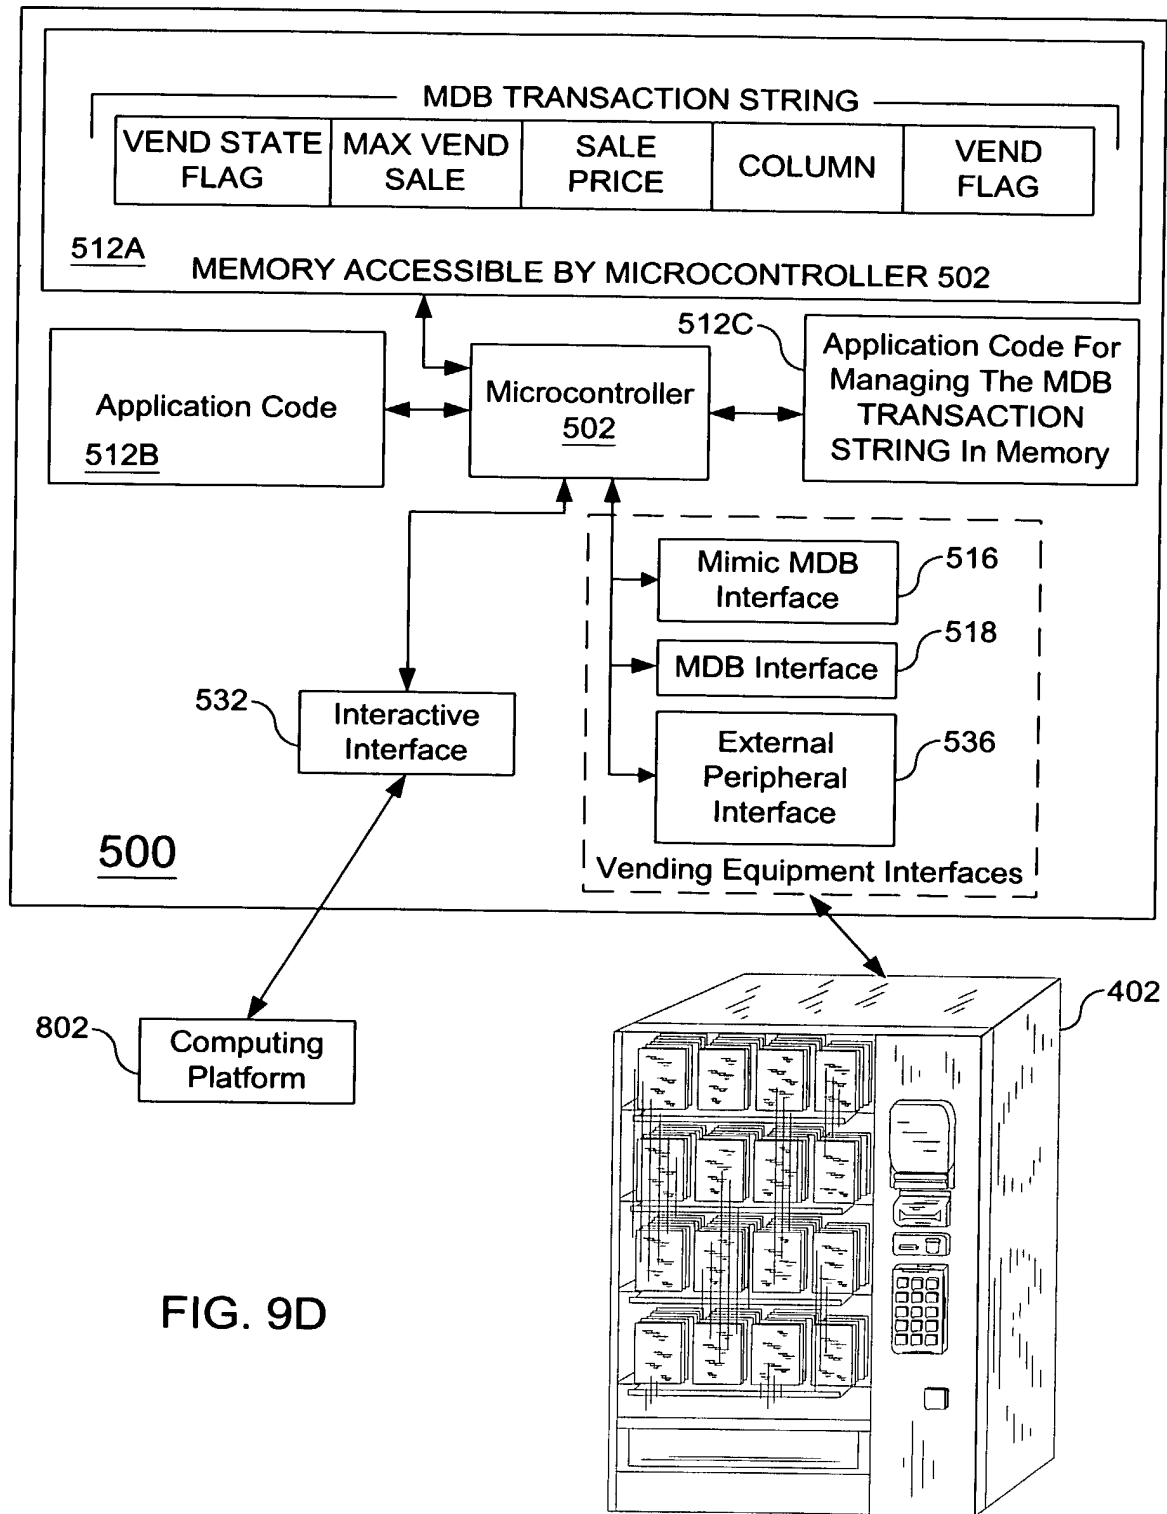 MDB TRANSACTION STRING
VEND STATE
FLAG
MAX VEND
SALE
SALE
PRICE
COLUMN
VEND
FLAG
512A
MEMORY ACCESSIBLE BY MICROCONTROLLER 502
Application Code
512B
Microcontroller
502
512C
Application Code For
Managing The MDB
TRANSACTION
STRING In Memory
Mimic MDB
Interface
516
MDB Interface
518
External
Peripheral
Interface
536
Vending Equipment Interfaces
532
Interactive
Interface
500
802
Computing
Platform
402
FIG. 9D